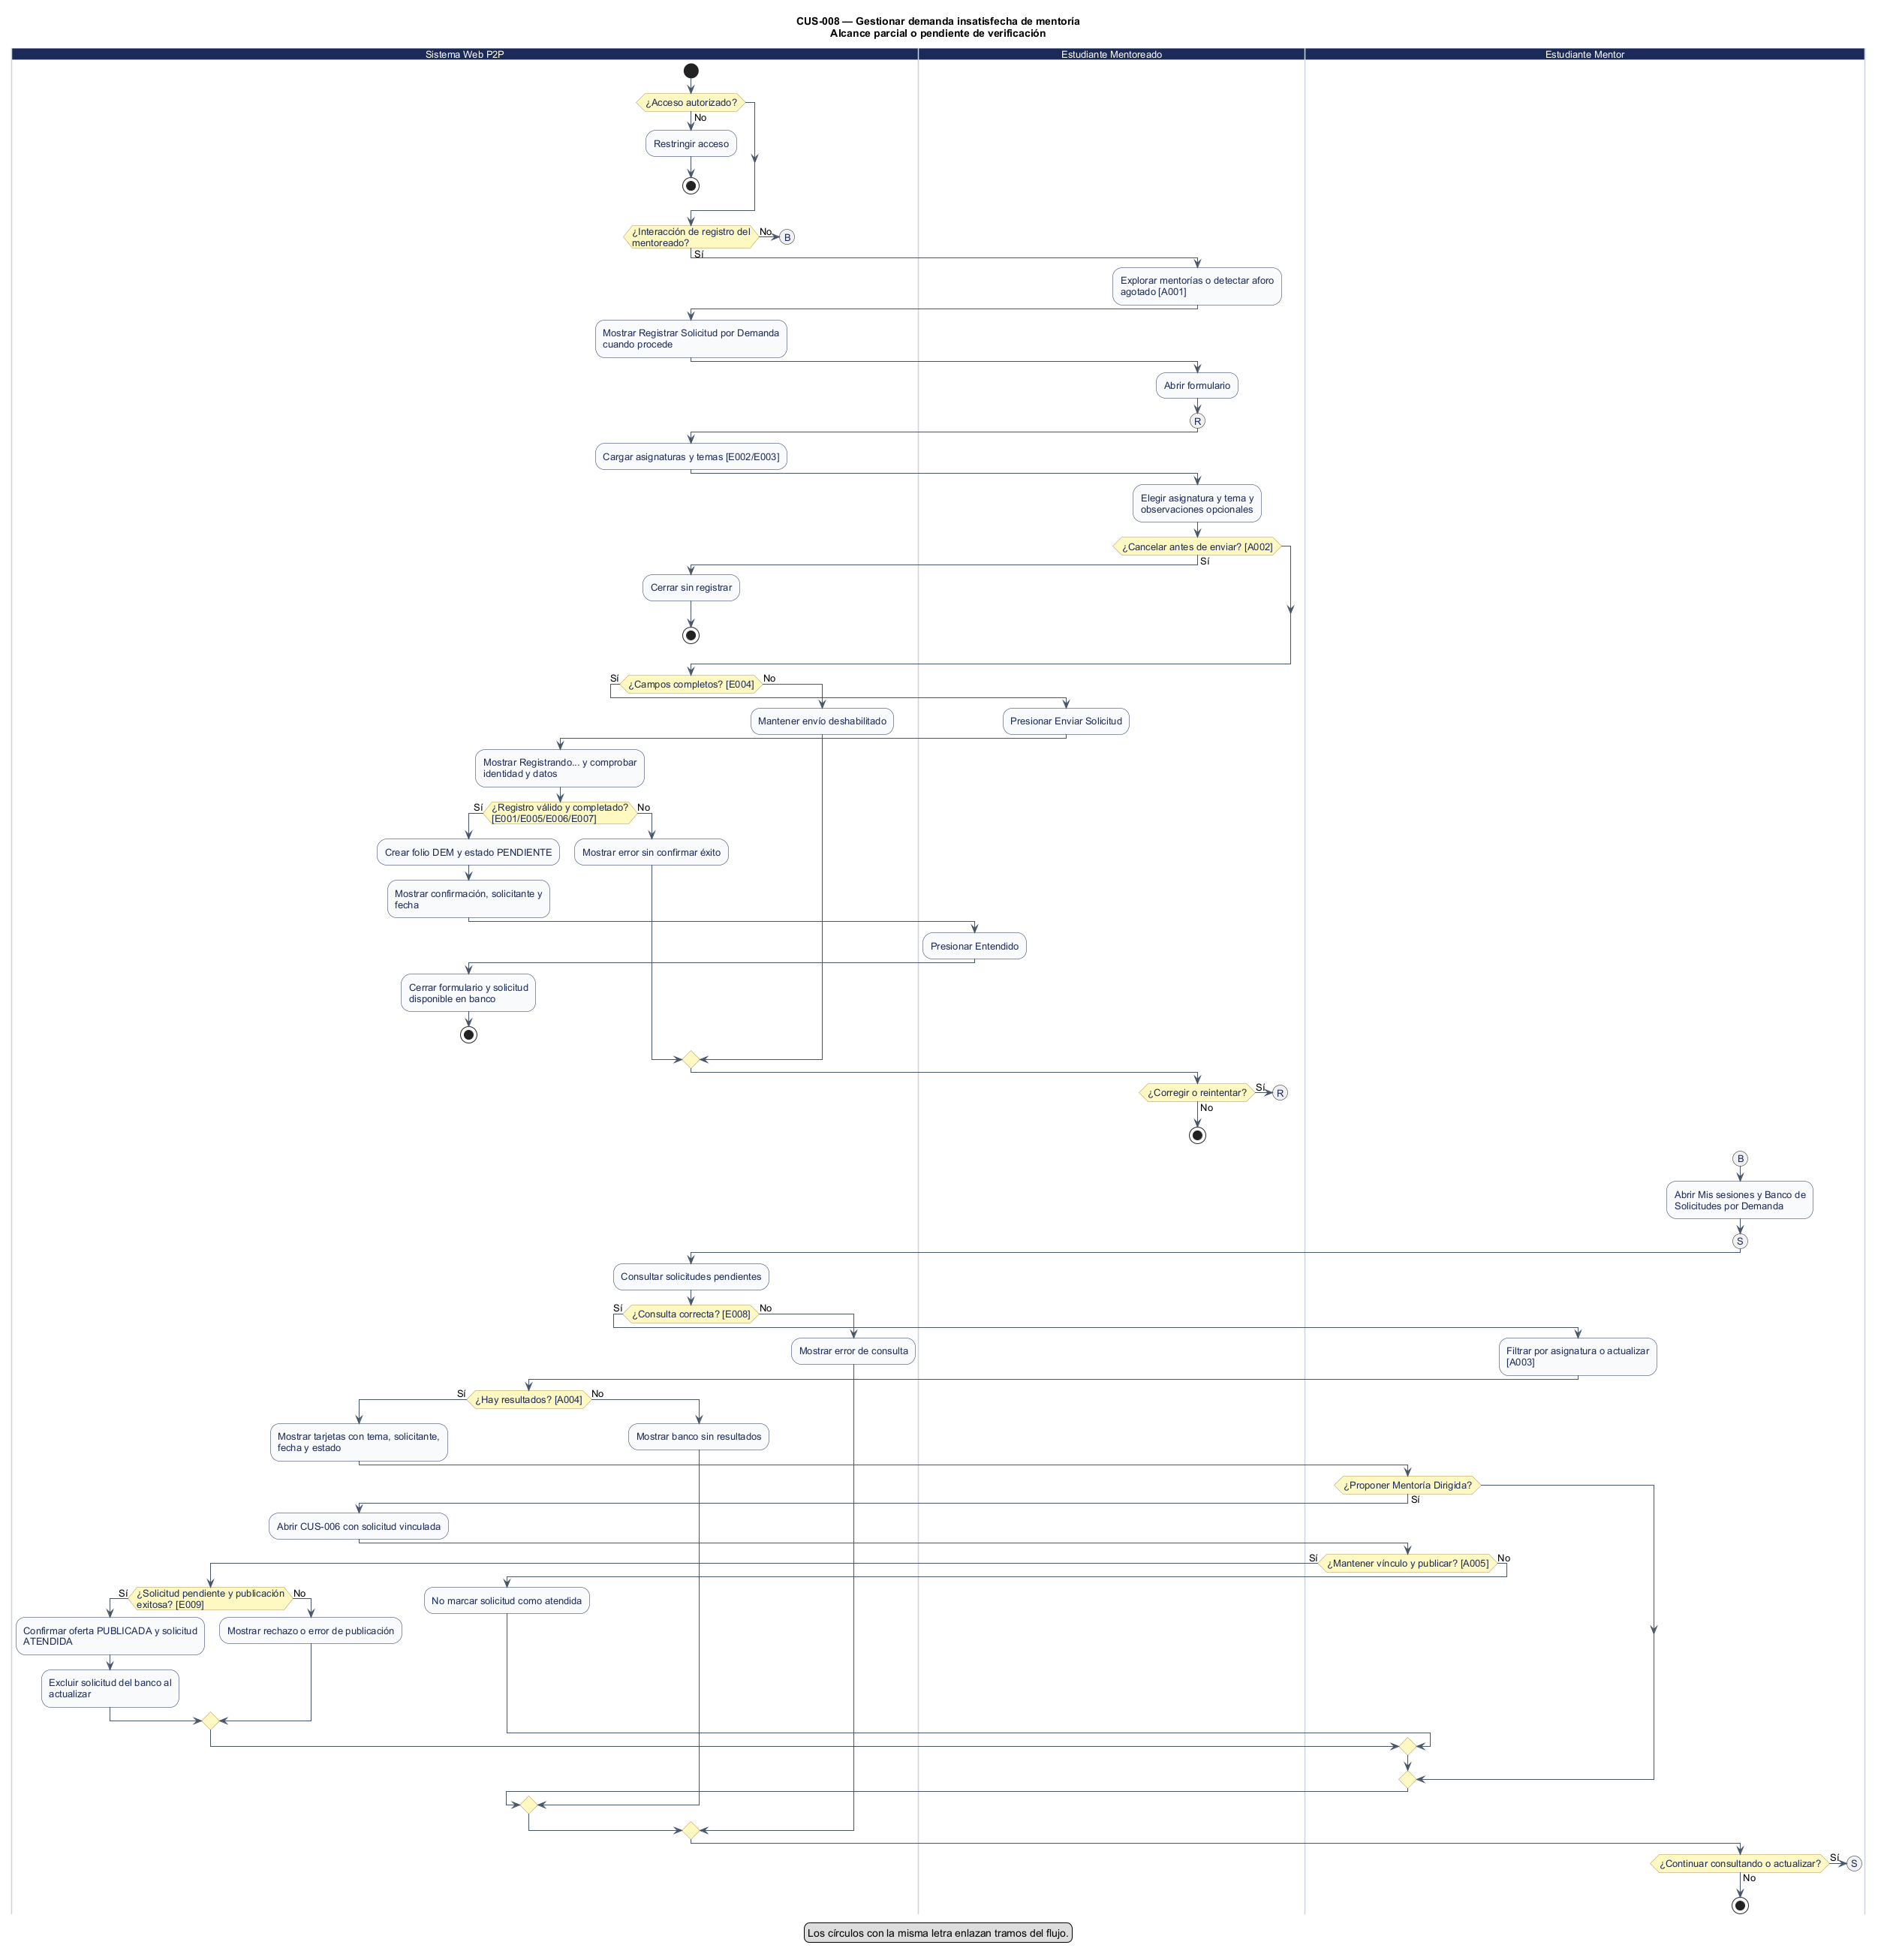 CUS-008 — Gestionar demanda insatisfecha de mentoría
Alcance parcial o pendiente de verificación
Sistema Web P2P
Estudiante Mentoreado
Estudiante Mentor
¿Acceso autorizado?
No
Restringir acceso
¿Interacción de registro del
mentoreado?
No
B
Sí
Explorar mentorías o detectar aforo
agotado [A001]
Mostrar Registrar Solicitud por Demanda
cuando procede
Abrir formulario
R
Cargar asignaturas y temas [E002/E003]
Elegir asignatura y tema y
observaciones opcionales
¿Cancelar antes de enviar? [A002]
Sí
Cerrar sin registrar
Sí
¿Campos completos? [E004]
No
Mantener envío deshabilitado
Presionar Enviar Solicitud
Mostrar Registrando... y comprobar
identidad y datos
Sí
¿Registro válido y completado?
[E001/E005/E006/E007]
No
Crear folio DEM y estado PENDIENTE
Mostrar error sin confirmar éxito
Mostrar confirmación, solicitante y
fecha
Presionar Entendido
Cerrar formulario y solicitud
disponible en banco
¿Corregir o reintentar?
Sí
R
No
B
Abrir Mis sesiones y Banco de
Solicitudes por Demanda
S
Consultar solicitudes pendientes
Sí
¿Consulta correcta? [E008]
No
Mostrar error de consulta
Filtrar por asignatura o actualizar
[A003]
Sí
¿Hay resultados? [A004]
No
Mostrar tarjetas con tema, solicitante,
fecha y estado
Mostrar banco sin resultados
¿Proponer Mentoría Dirigida?
Sí
Abrir CUS-006 con solicitud vinculada
Sí
¿Mantener vínculo y publicar? [A005]
No
Sí
¿Solicitud pendiente y publicación
exitosa? [E009]
No
No marcar solicitud como atendida
Confirmar oferta PUBLICADA y solicitud
ATENDIDA
Mostrar rechazo o error de publicación
Excluir solicitud del banco al
actualizar
¿Continuar consultando o actualizar?
Sí
S
No
Los círculos con la misma letra enlazan tramos del flujo.